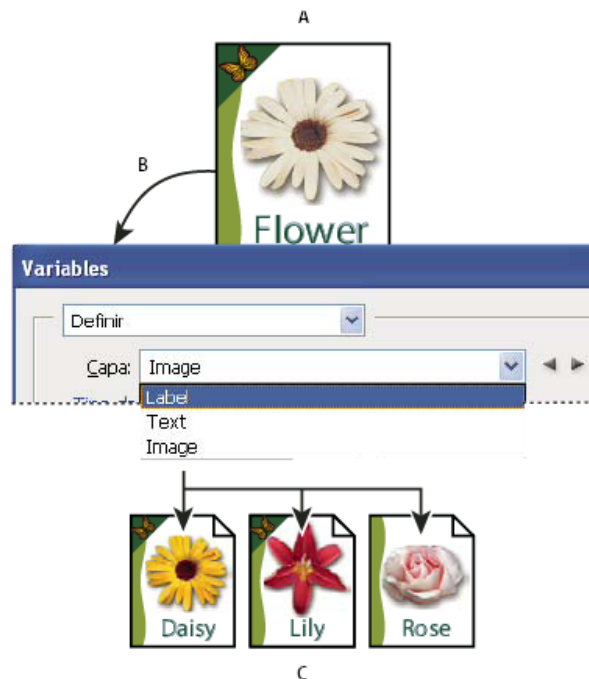 A
B
Flower
Variables
Definir
Capa: Image
Label
Text
Image
Daisy
Lily
Rose
C